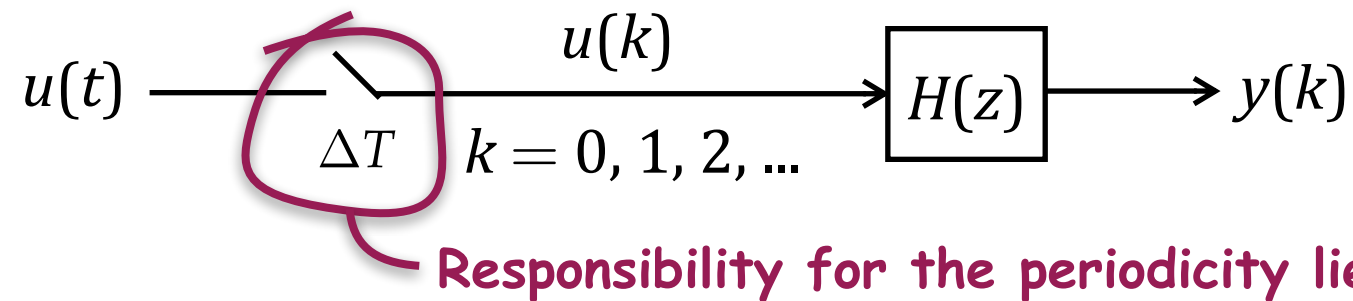 u(t)
u(k)
H(z)
y(k)
ΔT
k = 0, 1, 2, ...
Responsibility for the periodicity